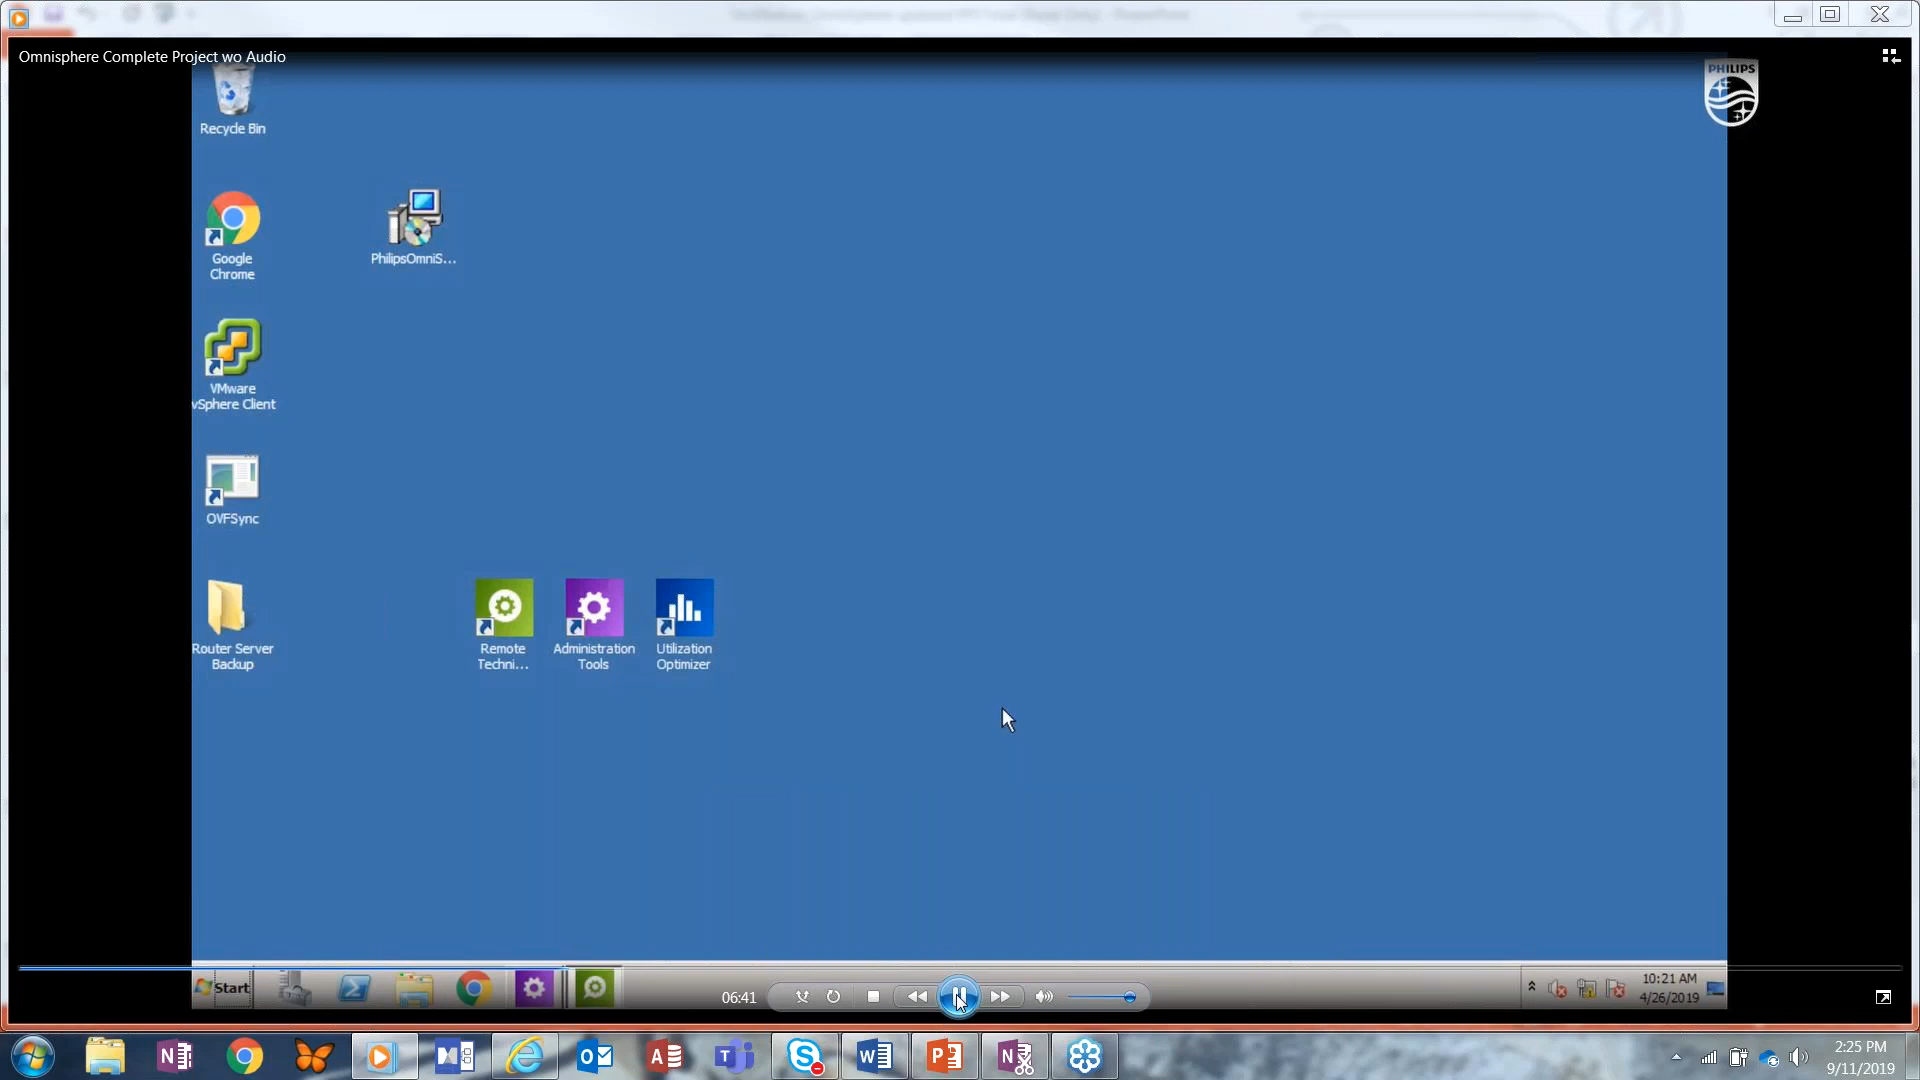 Omnisphere Complete Project wo Audio
PHILIPS
Recycle Bin
Google
Chrome
PhilipsOmniS...
VMware
vSphere Client
OVFSync
Router Server
Backup
Remote
Techni...
Administration
Tools
Utilization
Optimizer
Start
10:21 AM
4/26/2019
06:41
2:25 PM
9/11/2019